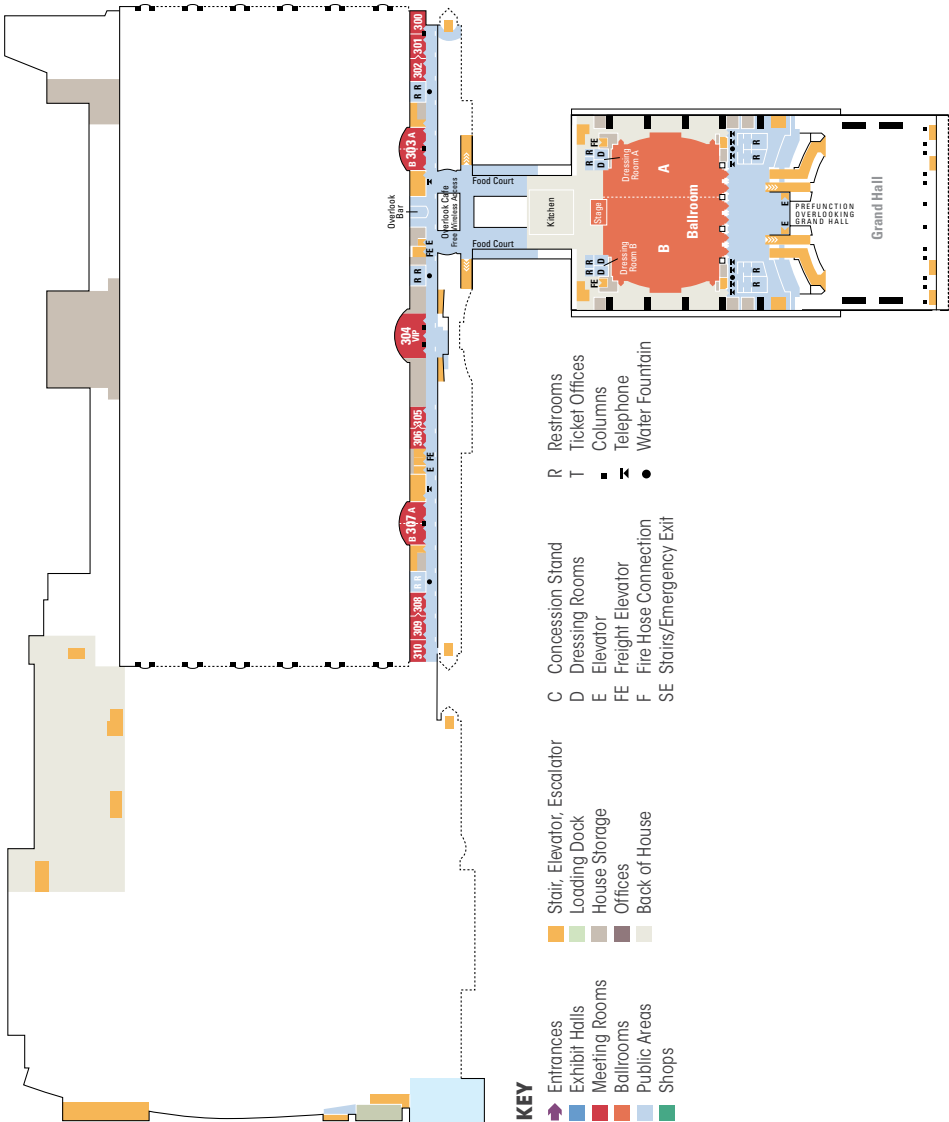 300
301
302
R R
B 303 A
Overlook
Bar
Overlook Cafe
Free Wireless Access
FE E
R R
304
VIP
305
306
E FE
B 307 A
R R
308
309
310
Food Court
Food Court
Kitchen
Stage
FE
R R
D D
Dressing
Room A
A
Ballroom
B
Dressing
Room B
R R
D D
FE
R
R
R
R
E
E
PREFUNCTION
OVERLOOKING
GRAND HALL
Grand Hall
KEY
Entrances
Exhibit Halls
Meeting Rooms
Ballrooms
Public Areas
Shops
Stair, Elevator, Escalator
Loading Dock
House Storage
Offices
Back of House
C Concession Stand
D Dressing Rooms
E Elevator
FE Freight Elevator
F Fire Hose Connection
SE Stairs/Emergency Exit
R Restrooms
T Ticket Offices
Columns
Telephone
Water Fountain